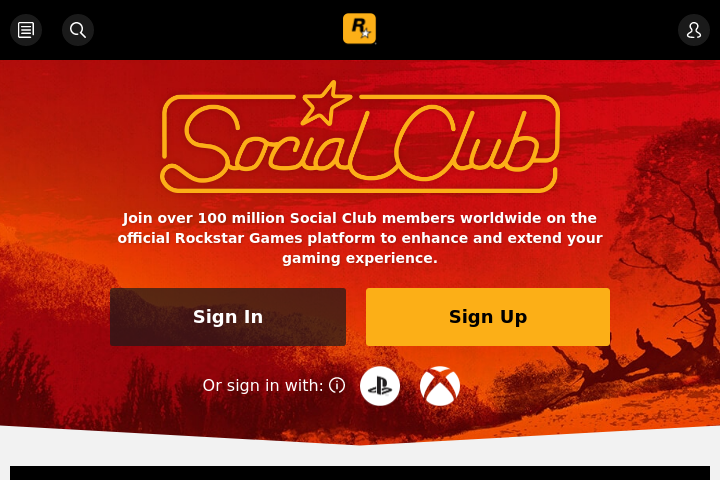 R
Social Club
Join over 100 million Social Club members worldwide on the
official Rockstar Games platform to enhance and extend your
gaming experience.
Sign In
Sign Up
Or sign in with: